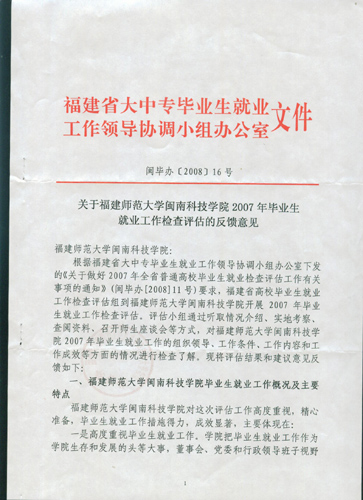 福建省大中专毕业生就业
工作领导协调小组办公室
文件
闽毕办〔2008〕16号
关于福建师范大学闽南科技学院2007年毕业生
就业工作检查评估的反馈意见
福建师范大学闽南科技学院:
根据福建省大中专毕业生就业工作领导协调小组办公室下发
的《关于做好2007年全省普通高校毕业生就业检查评估工作有关
事项的通知》(闽毕办[2008]11号)要求,福建省高校毕业生就业
工作检查评估组到福建师范大学闽南科技学院开展2007年毕业
生就业工作检查评估。评估小组通过听取情况介绍、实地考察、
查阅资料、召开师生座谈会等方式,对福建师范大学闽南科技学
院2007年毕业生就业工作的组织领导、工作条件、工作内容和工
作成效等方面的情况进行检查了解。现将评估结果和建议意见反
馈如下:
一、福建师范大学闽南科技学院毕业生就业工作概况及主要
特点
福建师范大学闽南科技学院对这次评估工作高度重视,精心
准备,毕业生就业工作措施得力,成效显著,主要体现在:
一是高度重视毕业生就业工作。学院把毕业生就业工作作为
学院生存和发展的头等大事,董事会、党委和行政领导班子视野
1